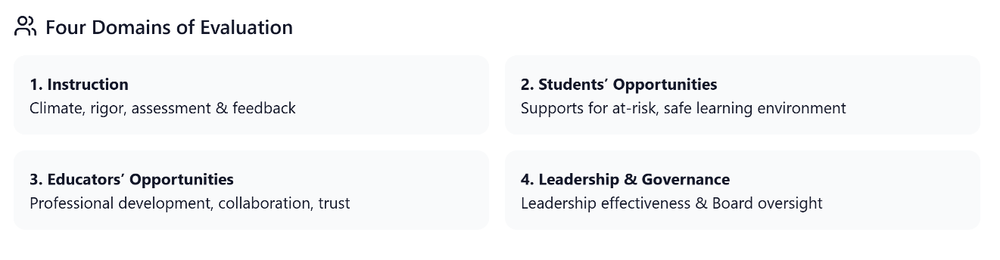 Four Domains of Evaluation
1. Instruction
Climate, rigor, assessment & feedback
2. Students’ Opportunities
Supports for at-risk, safe learning environment
3. Educators’ Opportunities
Professional development, collaboration, trust
4. Leadership & Governance
Leadership effectiveness & Board oversight